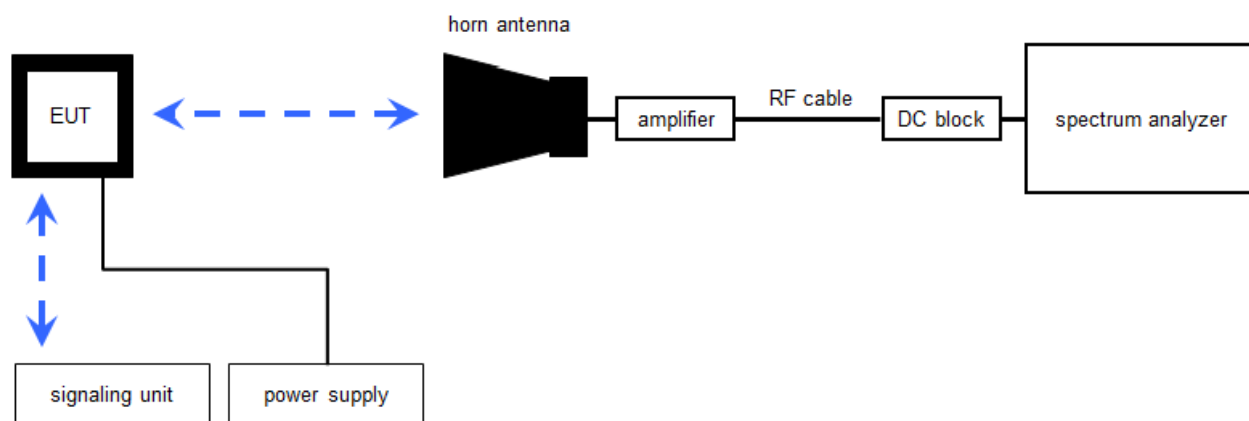 horn antenna
EUT
amplifier
RF cable
DC block
spectrum analyzer
signaling unit
power supply